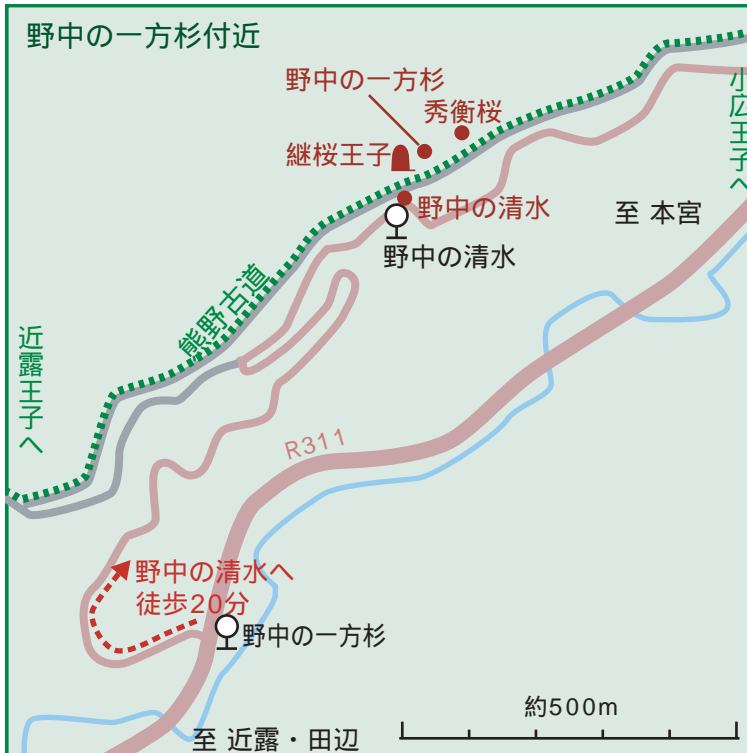 野中の一方杉付近
野中の一方杉
秀衡桜
継桜王子
野中の清水
野中の清水
小広王子へ
至 本宮
熊野古道
近露王子へ
R311
野中の清水へ
徒歩20分
野中の一方杉
約500m
至 近露・田辺